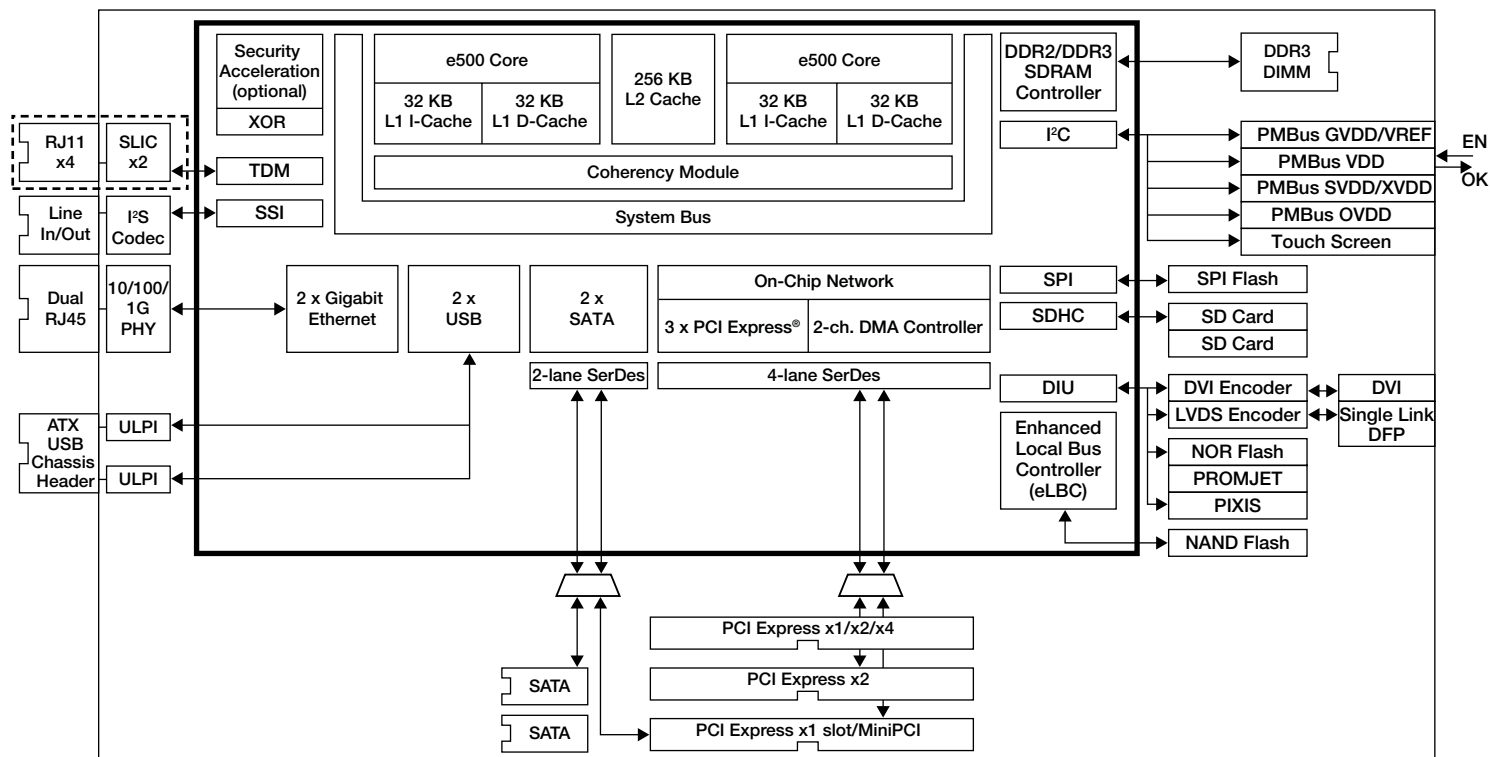 Security
Acceleration
(optional)
XOR
e500 Core
32 KB
L1 I-Cache
32 KB
L1 D-Cache
256 KB
L2 Cache
e500 Core
32 KB
L1 I-Cache
32 KB
L1 D-Cache
Coherency Module
System Bus
DDR2/DDR3
SDRAM
Controller
DDR3
DIMM
RJ11
x4
SLIC
x2
TDM
Line
In/Out
I²S
Codec
SSI
I²C
PMBus GVDD/VREF
PMBus VDD
PMBus SVDD/XVDD
PMBus OVDD
Touch Screen
EN
OK
Dual
RJ45
10/100/
1G
PHY
2 x Gigabit
Ethernet
2 x
USB
2 x
SATA
On-Chip Network
3 x PCI Express®
2-ch. DMA Controller
2-lane SerDes
4-lane SerDes
SPI
SPI Flash
SDHC
SD Card
SD Card
DIU
DVI Encoder
DVI
LVDS Encoder
Single Link
DFP
Enhanced
Local Bus
Controller
(eLBC)
NOR Flash
PROMJET
PIXIS
NAND Flash
ATX
USB
Chassis
Header
ULPI
ULPI
PCI Express x1/x2/x4
SATA
PCI Express x2
SATA
PCI Express x1 slot/MiniPCI